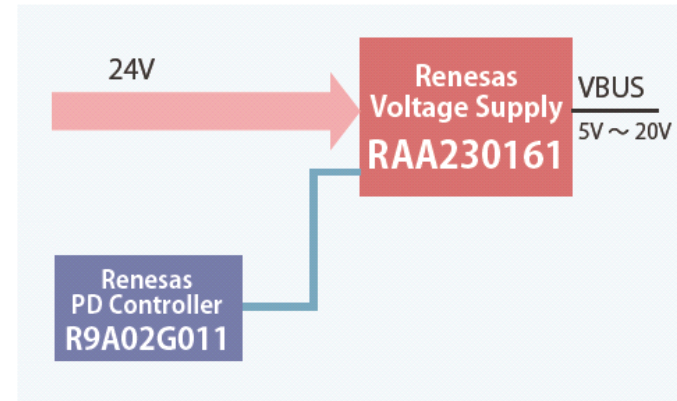 24V
Renesas
Voltage Supply
RAA230161
VBUS
5V～20V
Renesas
PD Controller
R9A02G011